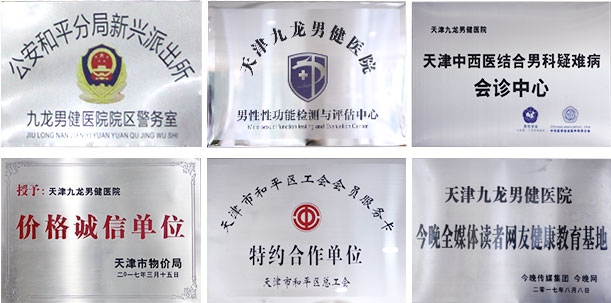 公安和平分局新兴派出所
九龙男健医院院区警务室
JIU LONG NAN JIAN YI YUAN YUAN QU JING WU SHI
天津九龙男健医院
男性性功能检测与评估中心
Male sexual function testing and Evaluation Center
天津九龙男健医院
天津中西医结合男科疑难病
会诊中心
授予：天津九龙男健医院
价格诚信单位
天津市物价局
二〇一七年三月十五日
天津市和平区工会会员服务卡
特约合作单位
天津市和平区总工会
天津九龙男健医院
今晚全媒体读者网友健康教育基地
今晚传媒集团 今晚网
二〇一七年八月八日